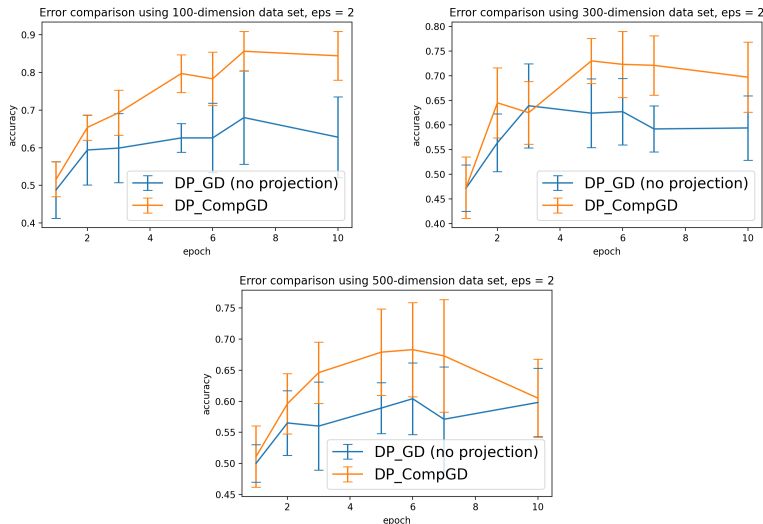 Error comparison using 100-dimension data set, eps = 2
0.9
0.8
0.7
0.6
0.5
0.4
accuracy
DP_GD (no projection)
DP_CompGD
2 4 6 8 10
epoch
Error comparison using 300-dimension data set, eps = 2
0.80
0.75
0.70
0.65
0.60
0.55
0.50
0.45
0.40
accuracy
DP_GD (no projection)
DP_CompGD
2 4 6 8 10
epoch
Error comparison using 500-dimension data set, eps = 2
0.75
0.70
0.65
0.60
0.55
0.50
0.45
accuracy
DP_GD (no projection)
DP_CompGD
2 4 6 8 10
epoch